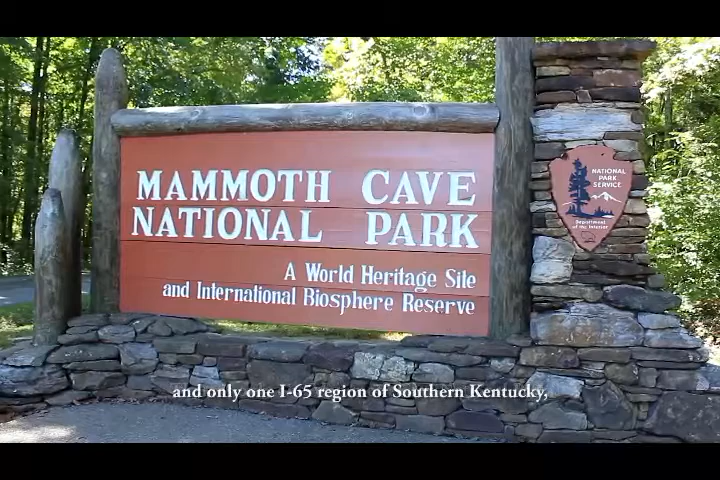 MAMMOTH CAVE
NATIONAL PARK
A World Heritage Site
and International Biosphere Reserve
NATIONAL
PARK
SERVICE
Department
of the Interior
and only one I-65 region of Southern Kentucky,